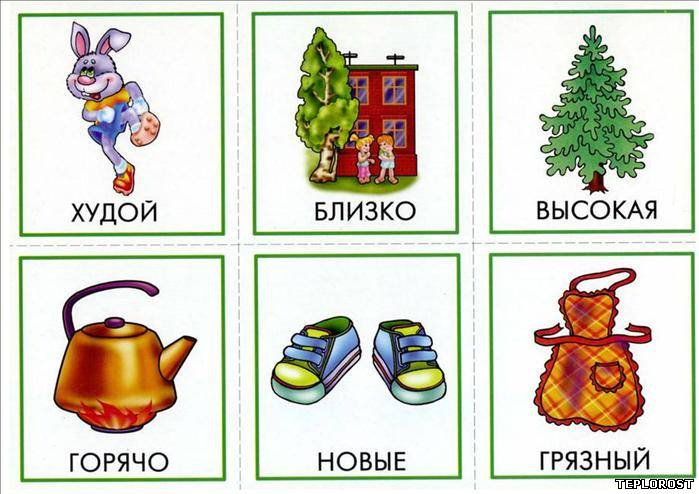 ХУДОЙ
БЛИЗКО
ВЫСОКАЯ
ГОРЯЧО
НОВЫЕ
ГРЯЗНЫЙ
TEPLOROST